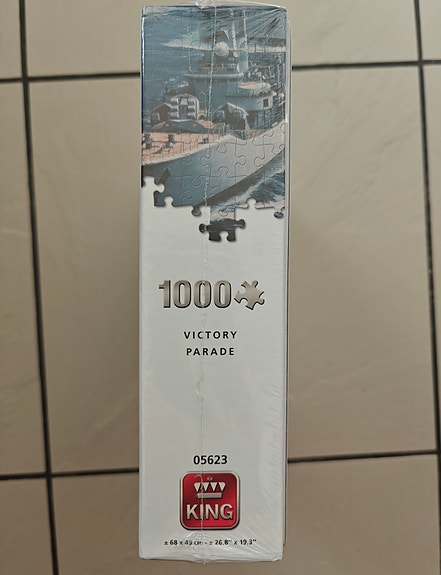 1000
VICTORY
PARADE
05623
KING
± 68 x 49 cm - ± 26.8" x 19.3"